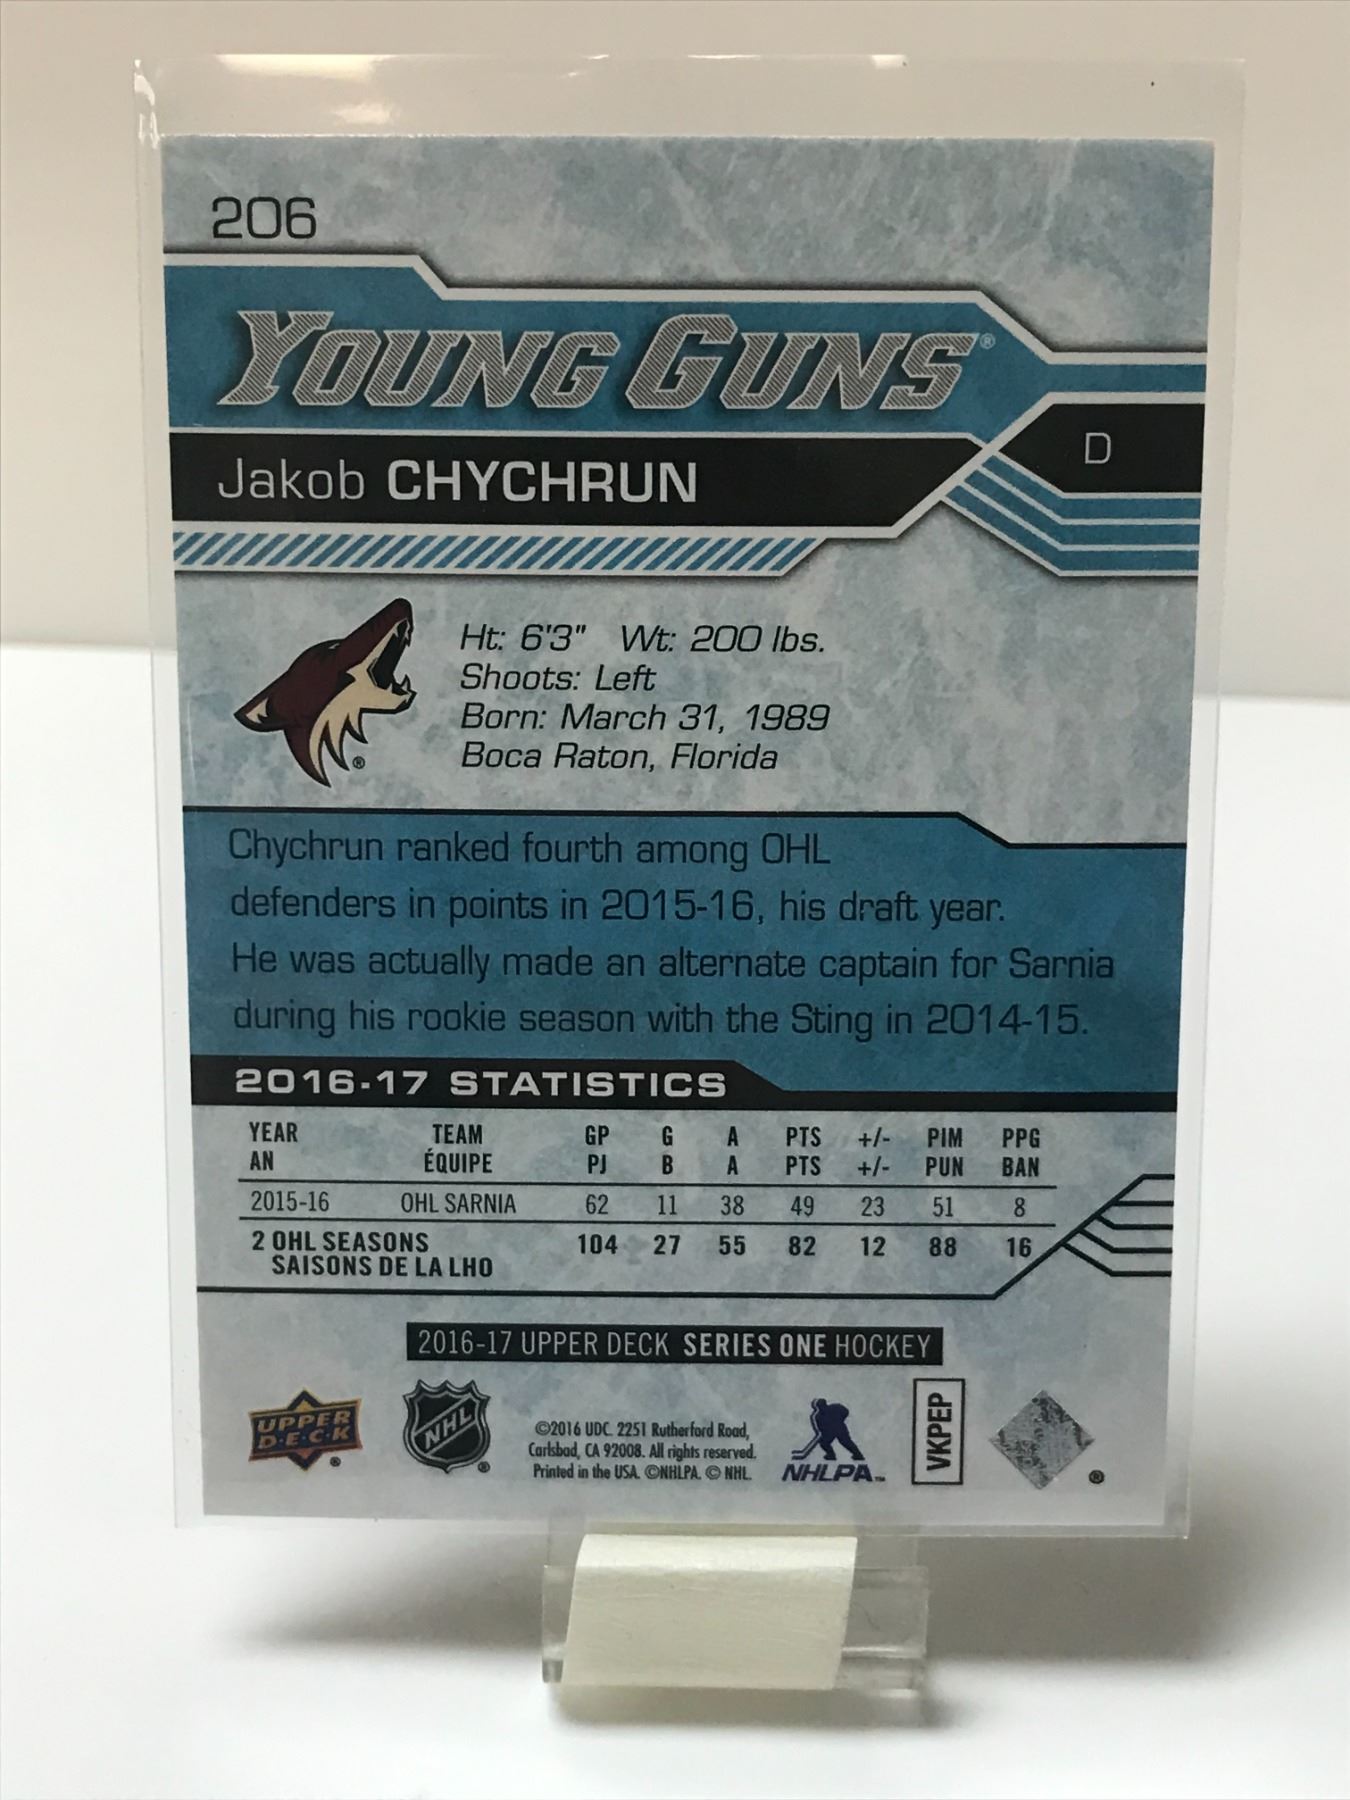 206
YOUNG GUNS®
Jakob CHYCHRUN
D
Ht: 6'3" Wt: 200 lbs.
Shoots: Left
Born: March 31, 1989
Boca Raton, Florida
®
Chychrun ranked fourth among OHL
defenders in points in 2015-16, his draft year.
He was actually made an alternate captain for Sarnia
during his rookie season with the Sting in 2014-15.
2016-17 STATISTICS
YEAR TEAM GP G A PTS +/- PIM PPG
AN ÉQUIPE PJ B A PTS +/- PUN BAN
2015-16 OHL SARNIA 62 11 38 49 23 51 8
2 OHL SEASONS 104 27 55 82 12 88 16
SAISONS DE LA LHO
2016-17 UPPER DECK SERIES ONE HOCKEY
UPPER
D·E·C·K
®
NHL
®
©2016 UDC. 2251 Rutherford Road,
Carlsbad, CA 92008. All rights reserved.
Printed in the USA. ©NHLPA. © NHL.
NHLPA™
VKPEP
®